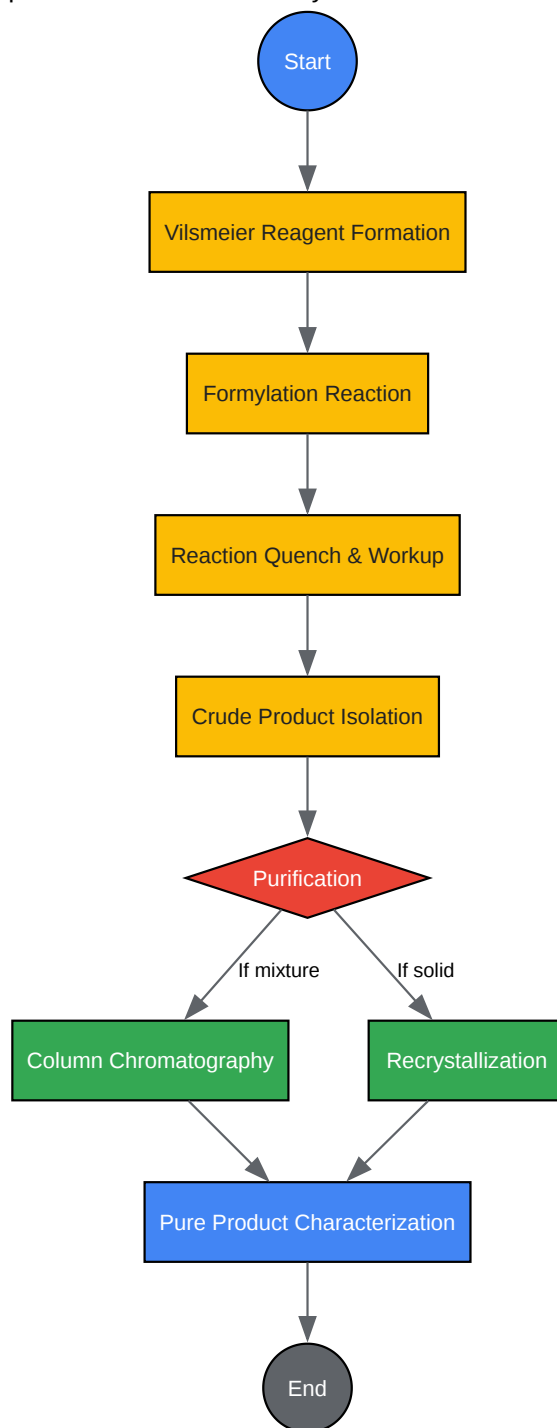 Start
Vilsmeier Reagent Formation
Formylation Reaction
Reaction Quench & Workup
Crude Product Isolation
Purification
If mixture
If solid
Column Chromatography
Recrystallization
Pure Product Characterization
End